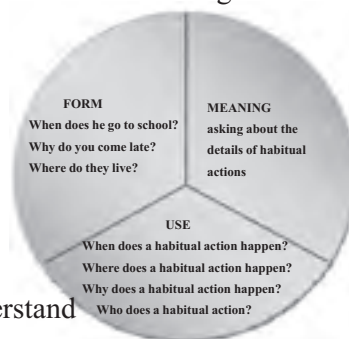 FORM
When does he go to school?
Why do you come late?
Where do they live?
MEANING
asking about the
details of habitual
actions
USE
When does a habitual action happen?
Where does a habitual action happen?
Why does a habitual action happen?
Who does a habitual action?
erstand